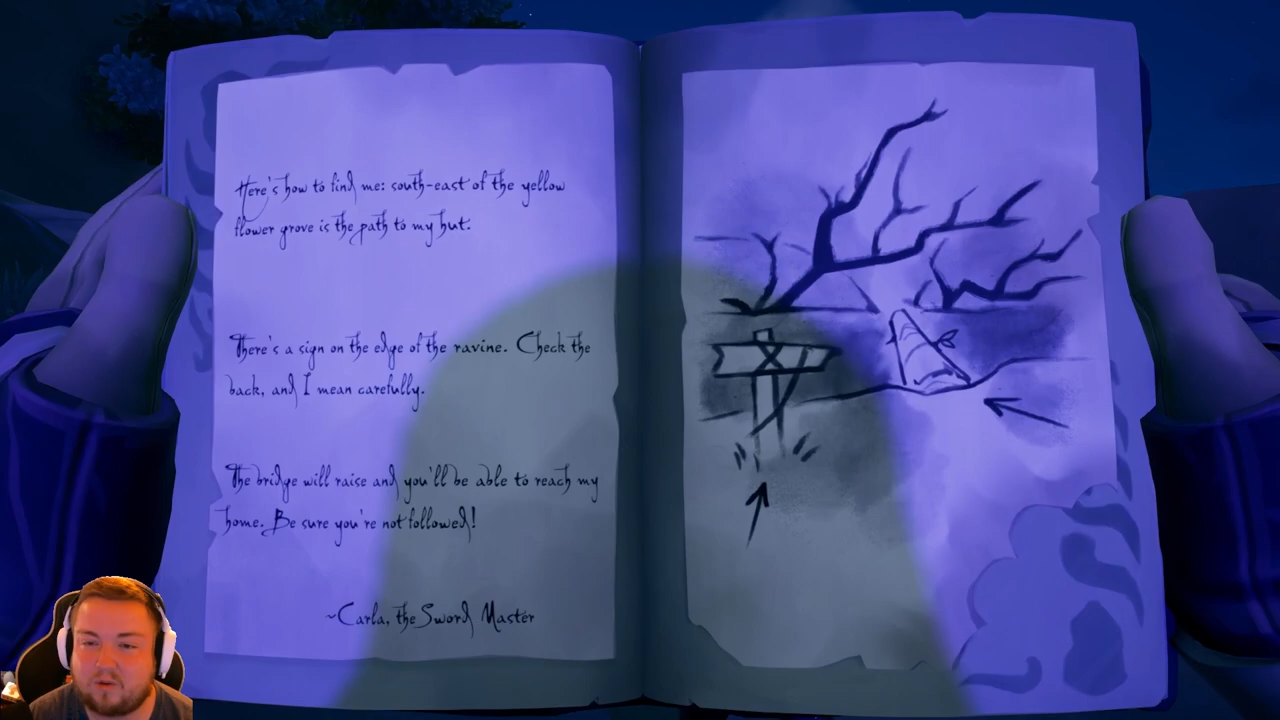 Here's how to find me: south-east of the yellow
flower grove is the path to my hut.
There's a sign on the edge of the ravine. Check the
back, and I mean carefully.
The bridge will raise and you'll be able to reach my
home. Be sure you're not followed!
~Carla, the Sword Master